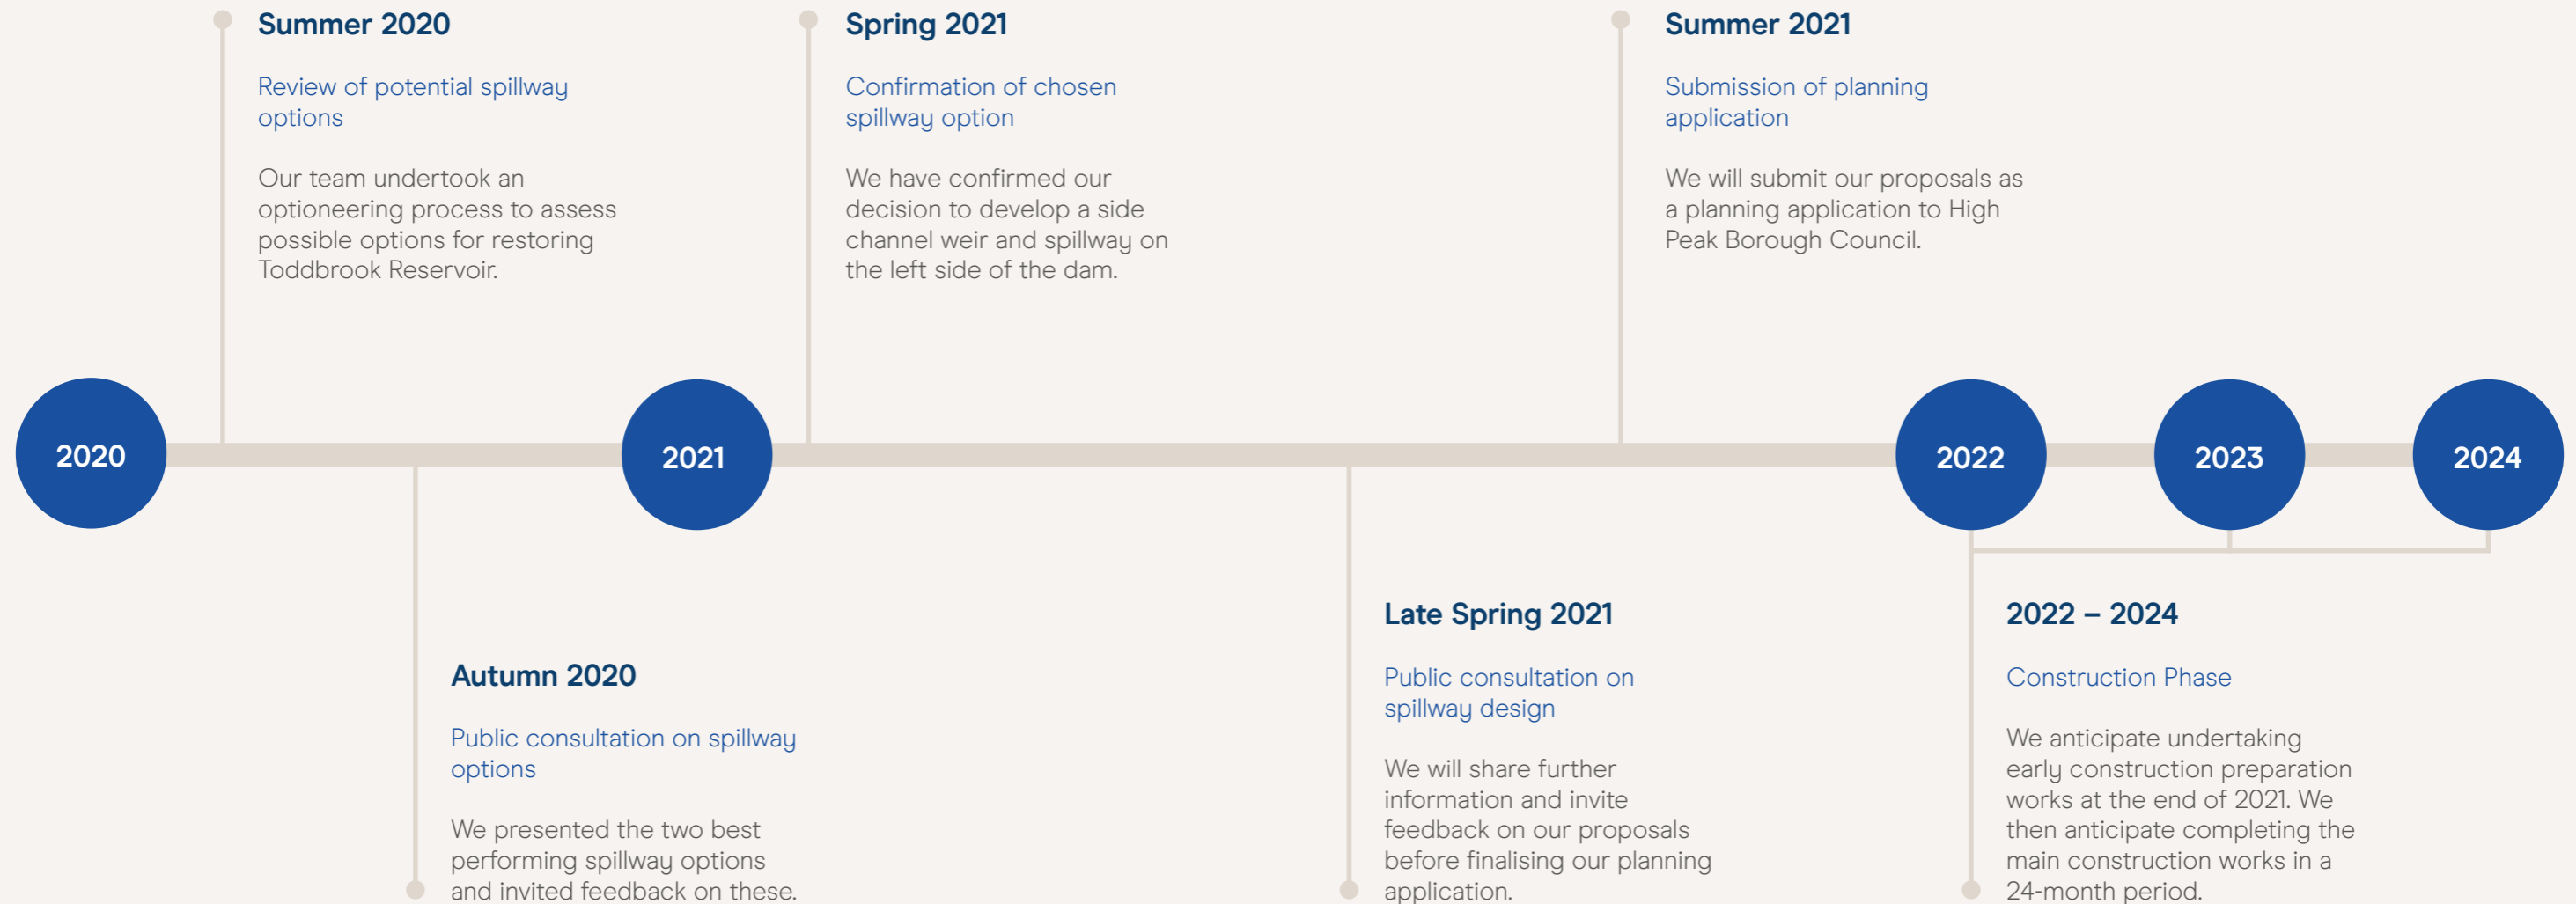 Summer 2020
Review of potential spillway
options
Our team undertook an
optioneering process to assess
possible options for restoring
Toddbrook Reservoir.
Spring 2021
Confirmation of chosen
spillway option
We have confirmed our
decision to develop a side
channel weir and spillway on
the left side of the dam.
Summer 2021
Submission of planning
application
We will submit our proposals as
a planning application to High
Peak Borough Council.
2020
2021
2022
2023
2024
Autumn 2020
Public consultation on spillway
options
We presented the two best
performing spillway options
and invited feedback on these.
Late Spring 2021
Public consultation on
spillway design
We will share further
information and invite
feedback on our proposals
before finalising our planning
application.
2022 – 2024
Construction Phase
We anticipate undertaking
early construction preparation
works at the end of 2021. We
then anticipate completing the
main construction works in a
24-month period.